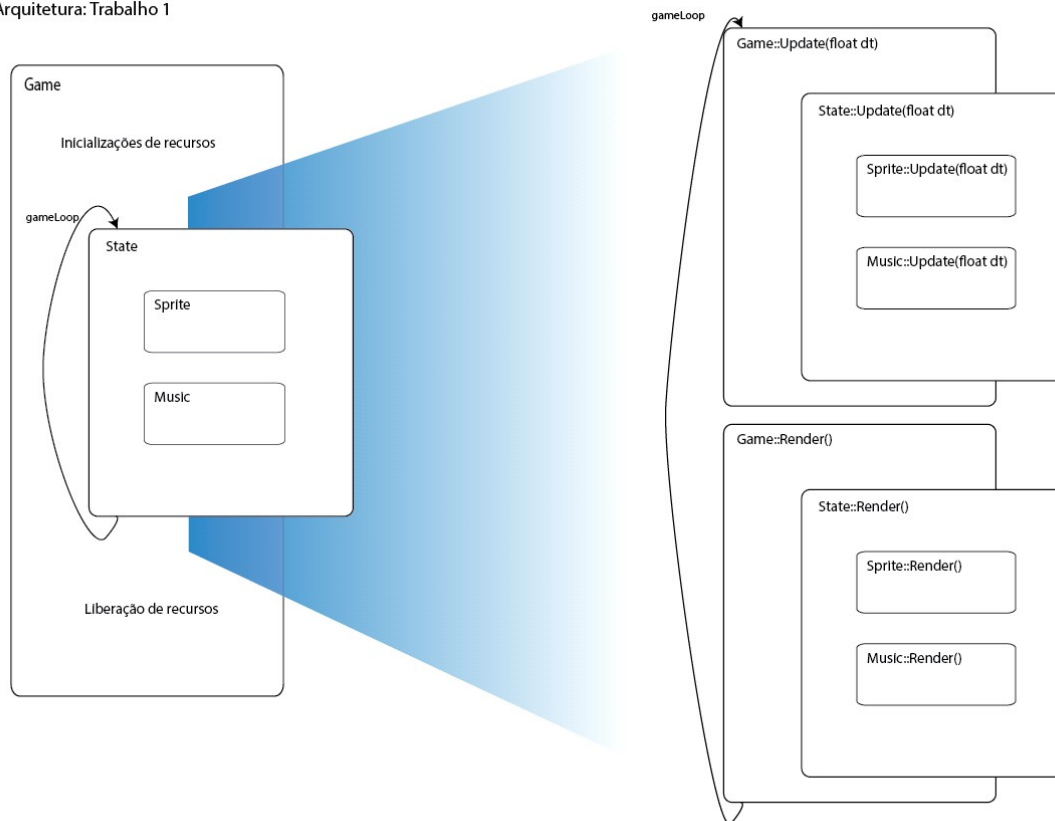 Arquitetura: Trabalho 1
Game
Inicializações de recursos
gameLoop
State
Sprite
Music
Liberação de recursos
gameLoop
Game::Update(float dt)
State::Update(float dt)
Sprite::Update(float dt)
Music::Update(float dt)
Game::Render()
State::Render()
Sprite::Render()
Music::Render()